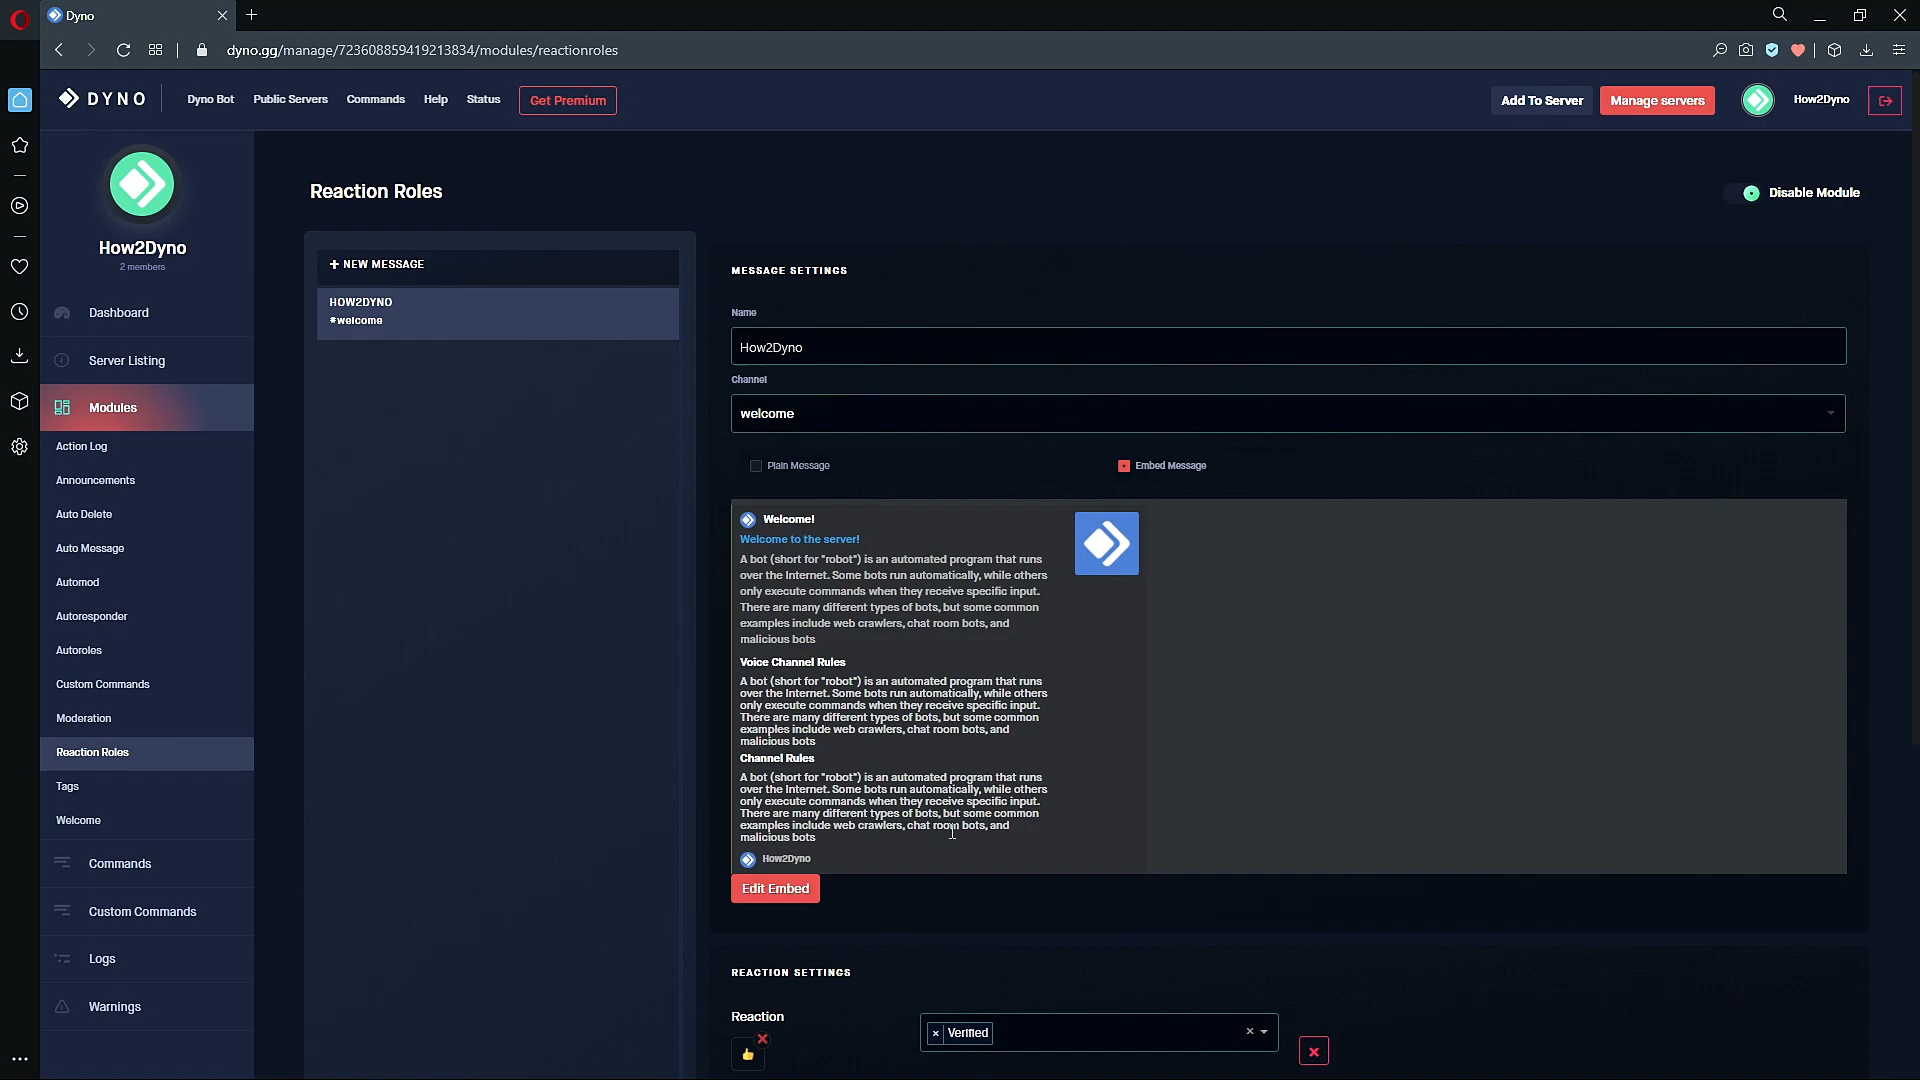 Dyno
dyno.gg/manage/723608859419213834/modules/reactionroles
DYNO
Dyno Bot
Public Servers
Commands
Help
Status
Get Premium
Add To Server
Manage servers
How2Dyno
How2Dyno
2 members
Dashboard
Server Listing
Modules
Action Log
Announcements
Auto Delete
Auto Message
Automod
Autoresponder
Autoroles
Custom Commands
Moderation
Reaction Roles
Tags
Welcome
Commands
Custom Commands
Logs
Warnings
Reaction Roles
Disable Module
+ NEW MESSAGE
HOW2DYNO
#welcome
MESSAGE SETTINGS
Name
How2Dyno
Channel
welcome
Plain Message
Embed Message
Welcome!
Welcome to the server!
A bot (short for "robot") is an automated program that runs
over the Internet. Some bots run automatically, while others
only execute commands when they receive specific input.
There are many different types of bots, but some common
examples include web crawlers, chat room bots, and
malicious bots
Voice Channel Rules
A bot (short for "robot") is an automated program that runs
over the Internet. Some bots run automatically, while others
only execute commands when they receive specific input.
There are many different types of bots, but some common
examples include web crawlers, chat room bots, and
malicious bots
Channel Rules
A bot (short for "robot") is an automated program that runs
over the Internet. Some bots run automatically, while others
only execute commands when they receive specific input.
There are many different types of bots, but some common
examples include web crawlers, chat room bots, and
malicious bots
How2Dyno
Edit Embed
REACTION SETTINGS
Reaction
Verified